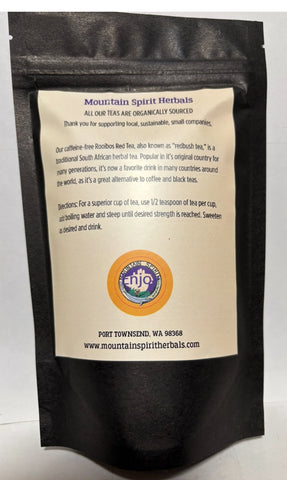 Mountain Spirit Herbals
ALL OUR TEAS ARE ORGANICALLY SOURCED
Thank you for supporting local, sustainable, small companies.
Our caffeine-free Rooibos Red Tea, also known as "redbush tea," is a
traditional South African herbal tea. Popular in it's original country for
many generations, it's now a favorite drink in many countries around
the world, as it's a great alternative to coffee and black teas.
Directions: For a superior cup of tea, use 1/2 teaspoon of tea per cup,
add boiling water and steep until desired strength is reached. Sweeten
as desired and drink.
MOUNTAIN SPIRIT
enjoy
PORT TOWNSEND, WA 98368
www.mountainspiritherbals.com